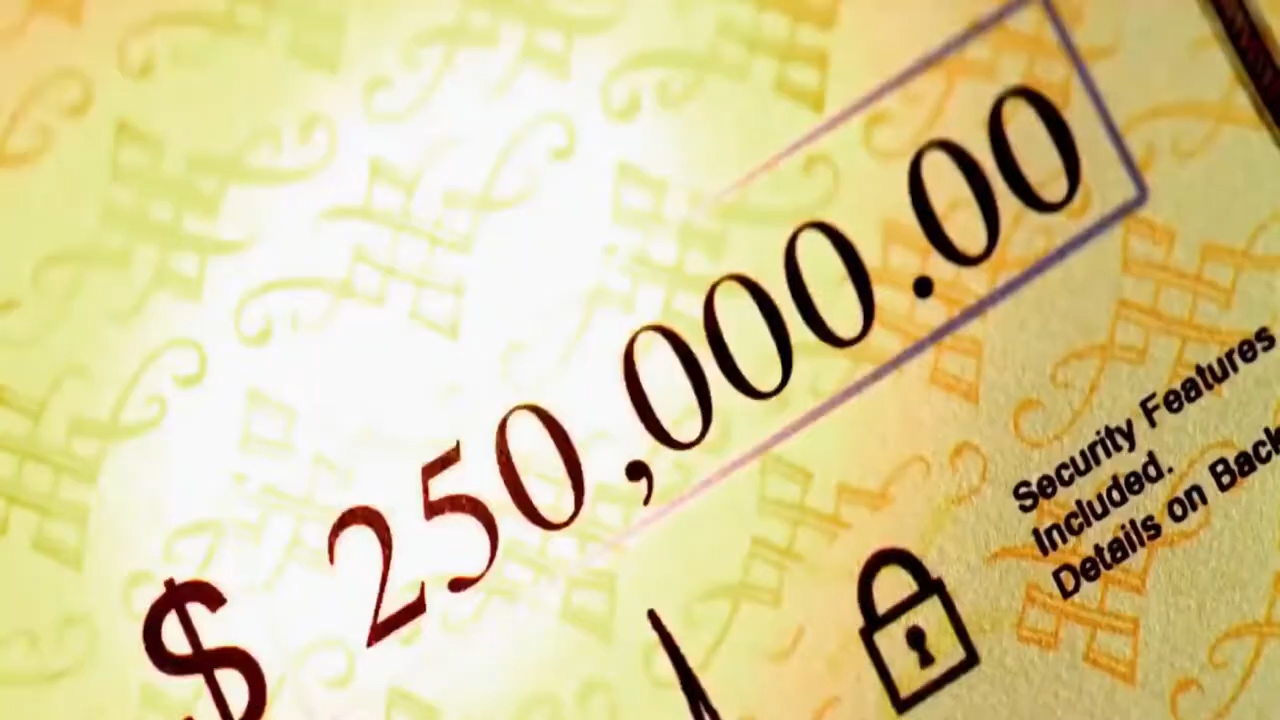 $ 250,000.00
Security Features
Included.
Details on Back